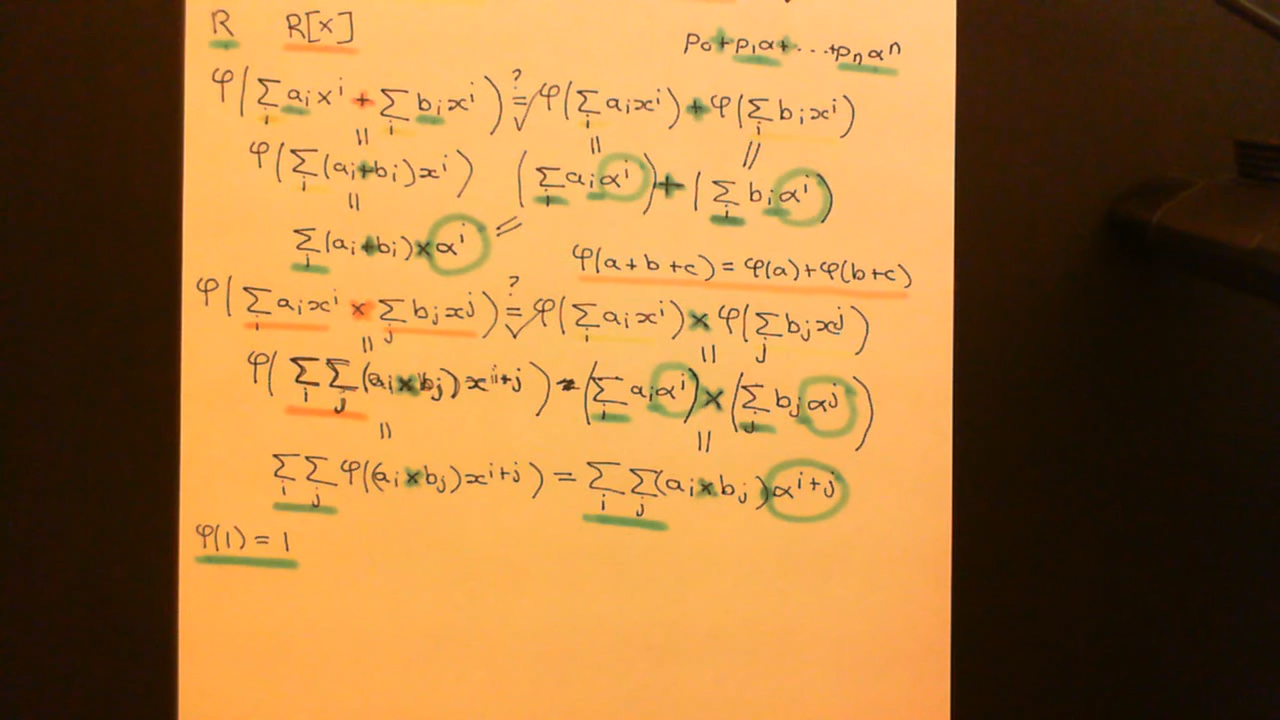 R R[x] p₀+p₁α+...+pₙαⁿ
φ(∑ᵢ aᵢxⁱ + ∑ᵢ bᵢxⁱ) ?=✓ φ(∑ᵢ aᵢxⁱ) + φ(∑ᵢ bᵢxⁱ)
|| || //
φ(∑ᵢ(aᵢ+bᵢ)xⁱ) (∑ᵢ aᵢαⁱ) + (∑ᵢ bᵢαⁱ)
|| //
∑ᵢ(aᵢ+bᵢ)×αⁱ φ(a+b+c) = φ(a)+φ(b+c)
φ(∑ᵢ aᵢxⁱ × ∑ⱼ bⱼxʲ) ?=✓ φ(∑ᵢ aᵢxⁱ) × φ(∑ⱼ bⱼxʲ)
|| ||
φ(∑ᵢ∑ⱼ(aᵢ×bⱼ)xⁱ⁺ʲ) (∑ᵢ aᵢαⁱ) × (∑ⱼ bⱼαʲ)
|| ||
∑ᵢ∑ⱼ φ((aᵢ×bⱼ)xⁱ⁺ʲ) = ∑ᵢ∑ⱼ(aᵢ×bⱼ)αⁱ⁺ʲ
φ(1) = 1